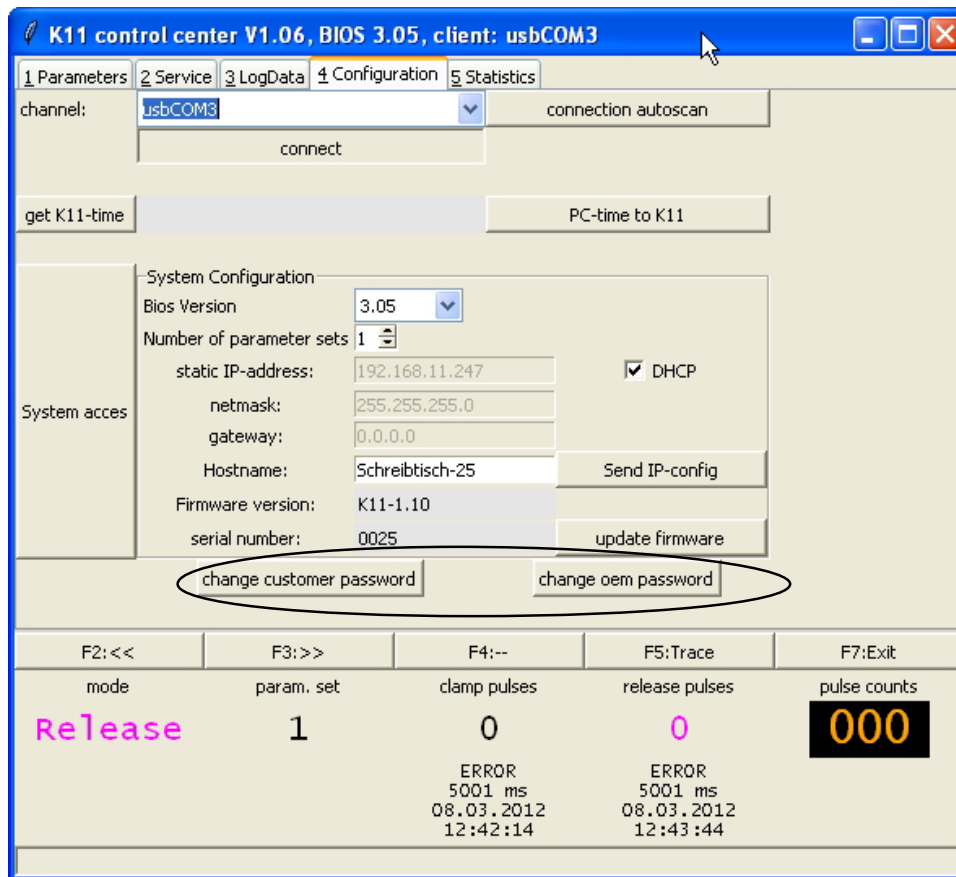 K11 control center V1.06, BIOS 3.05, client: usbCOM3
1 Parameters 2 Service 3 LogData 4 Configuration 5 Statistics
channel: usbCOM3 connection autoscan
connect
get K11-time PC-time to K11
System Configuration
Bios Version 3.05
Number of parameter sets 1
static IP-address: 192.168.11.247 DHCP
System acces netmask: 255.255.255.0
gateway: 0.0.0.0
Hostname: Schreibtisch-25 Send IP-config
Firmware version: K11-1.10
serial number: 0025 update firmware
change customer password change oem password
F2:<< F3:>> F4:-- F5:Trace F7:Exit
mode param. set clamp pulses release pulses pulse counts
Release 1 0 0 000
ERROR ERROR
5001 ms 5001 ms
08.03.2012 08.03.2012
12:42:14 12:43:44